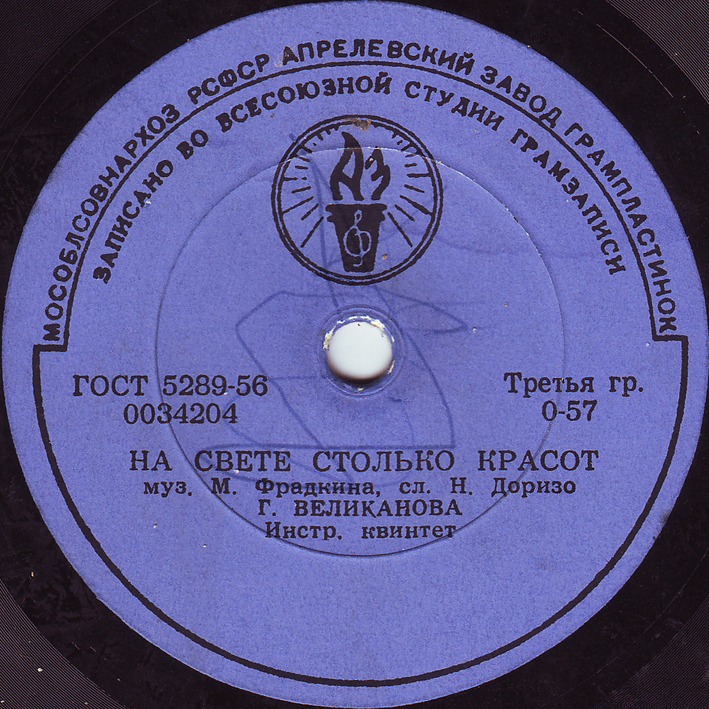 МОСОБЛСОВНАРХОЗ РСФСР АПРЕЛЕВСКИЙ ЗАВОД ГРАМПЛАСТИНОК
ЗАПИСАНО ВО ВСЕСОЮЗНОЙ СТУДИИ ГРАМЗАПИСИ
АЗ
ГОСТ 5289-56
0034204
Третья гр.
0-57
НА СВЕТЕ СТОЛЬКО КРАСОТ
муз. М. Фрадкина, сл. Н. Доризо
Г. ВЕЛИКАНОВА
Инстр. квинтет